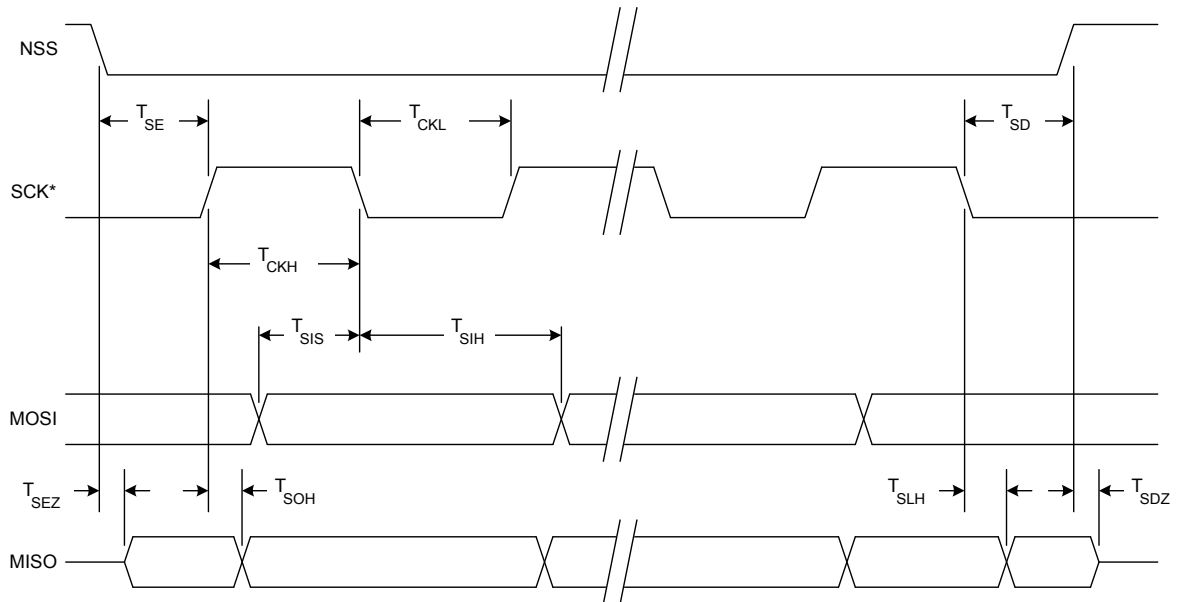 NSS
T_SE
T_CKL
T_SD
SCK*
T_CKH
T_SIS
T_SIH
MOSI
T_SEZ
T_SOH
T_SLH
T_SDZ
MISO